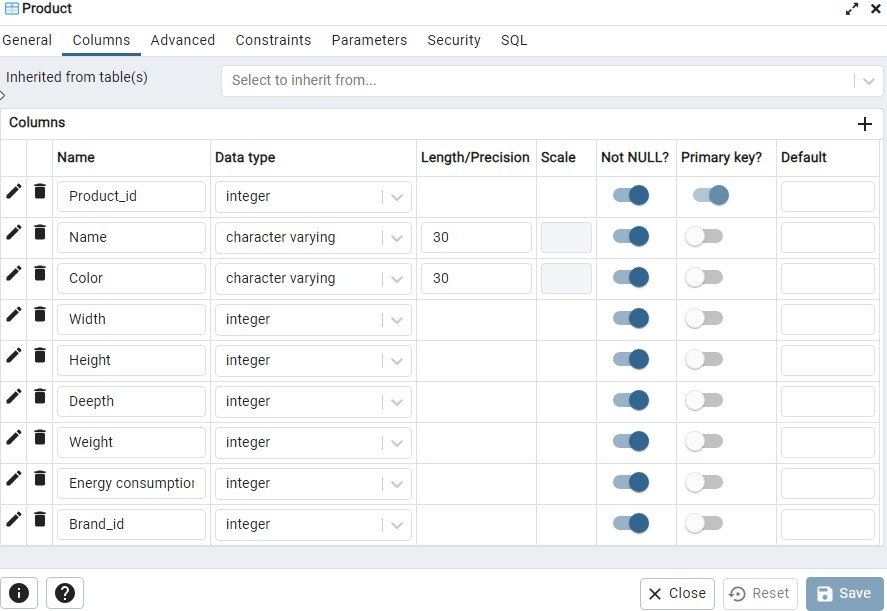 Product
General Columns Advanced Constraints Parameters Security SQL
Inherited from table(s) Select to inherit from...
Columns
Name Data type Length/Precision Scale Not NULL? Primary key? Default
Product_id integer
Name character varying 30
Color character varying 30
Width integer
Height integer
Deepth integer
Weight integer
Energy consumption integer
Brand_id integer
Close Reset Save